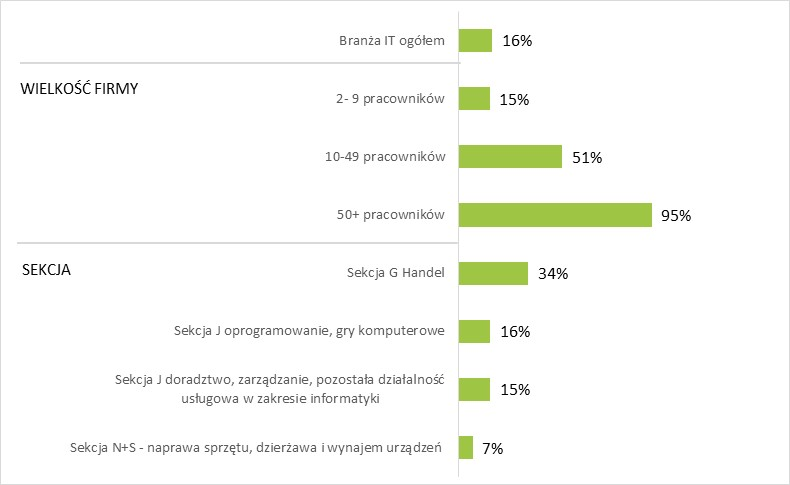 Branża IT ogółem 16%
WIELKOŚĆ FIRMY
2- 9 pracowników 15%
10-49 pracowników 51%
50+ pracowników 95%
SEKCJA
Sekcja G Handel 34%
Sekcja J oprogramowanie, gry komputerowe 16%
Sekcja J doradztwo, zarządzanie, pozostała działalność
usługowa w zakresie informatyki 15%
Sekcja N+S - naprawa sprzętu, dzierżawa i wynajem urządzeń 7%